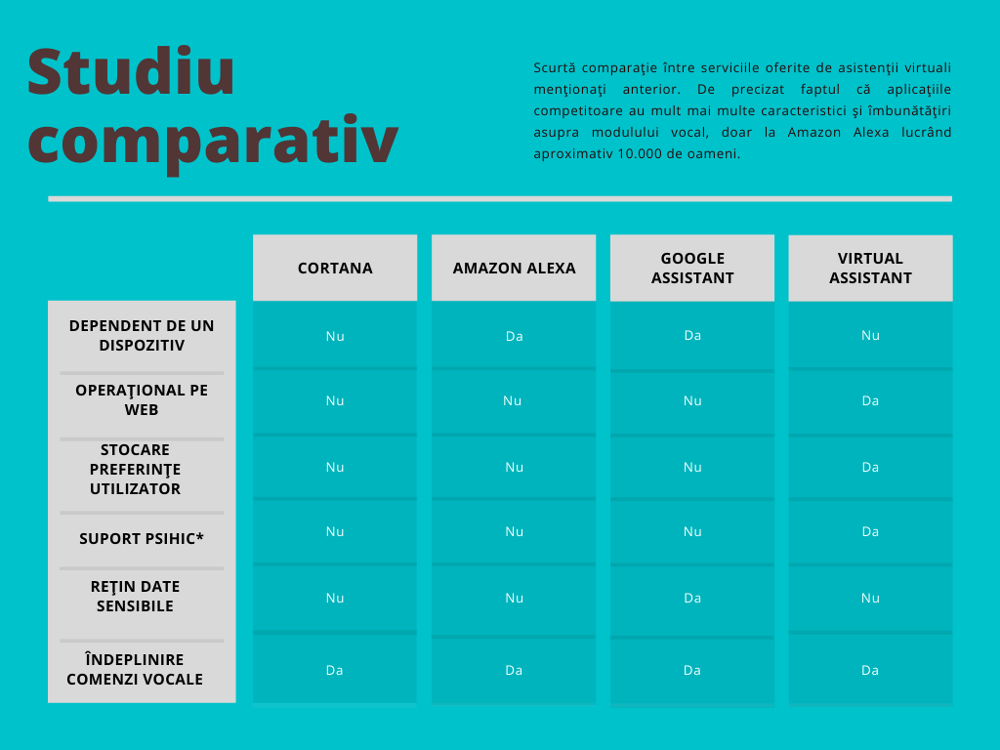 Studiu
comparativ
Scurtă comparaţie între serviciile oferite de asistenţii virtuali
menţionaţi anterior. De precizat faptul că aplicaţiile
competitoare au mult mai multe caracteristici şi îmbunătăţiri
asupra modulului vocal, doar la Amazon Alexa lucrând
aproximativ 10.000 de oameni.
CORTANA
AMAZON ALEXA
GOOGLE
ASSISTANT
VIRTUAL
ASSISTANT
DEPENDENT DE UN
DISPOZITIV
Nu
Da
Da
Nu
OPERAŢIONAL PE
WEB
Nu
Nu
Nu
Da
STOCARE
PREFERINŢE
UTILIZATOR
Nu
Nu
Nu
Da
SUPORT PSIHIC*
Nu
Nu
Nu
Da
REŢIN DATE
SENSIBILE
Nu
Nu
Da
Nu
ÎNDEPLINIRE
COMENZI VOCALE
Da
Da
Da
Da